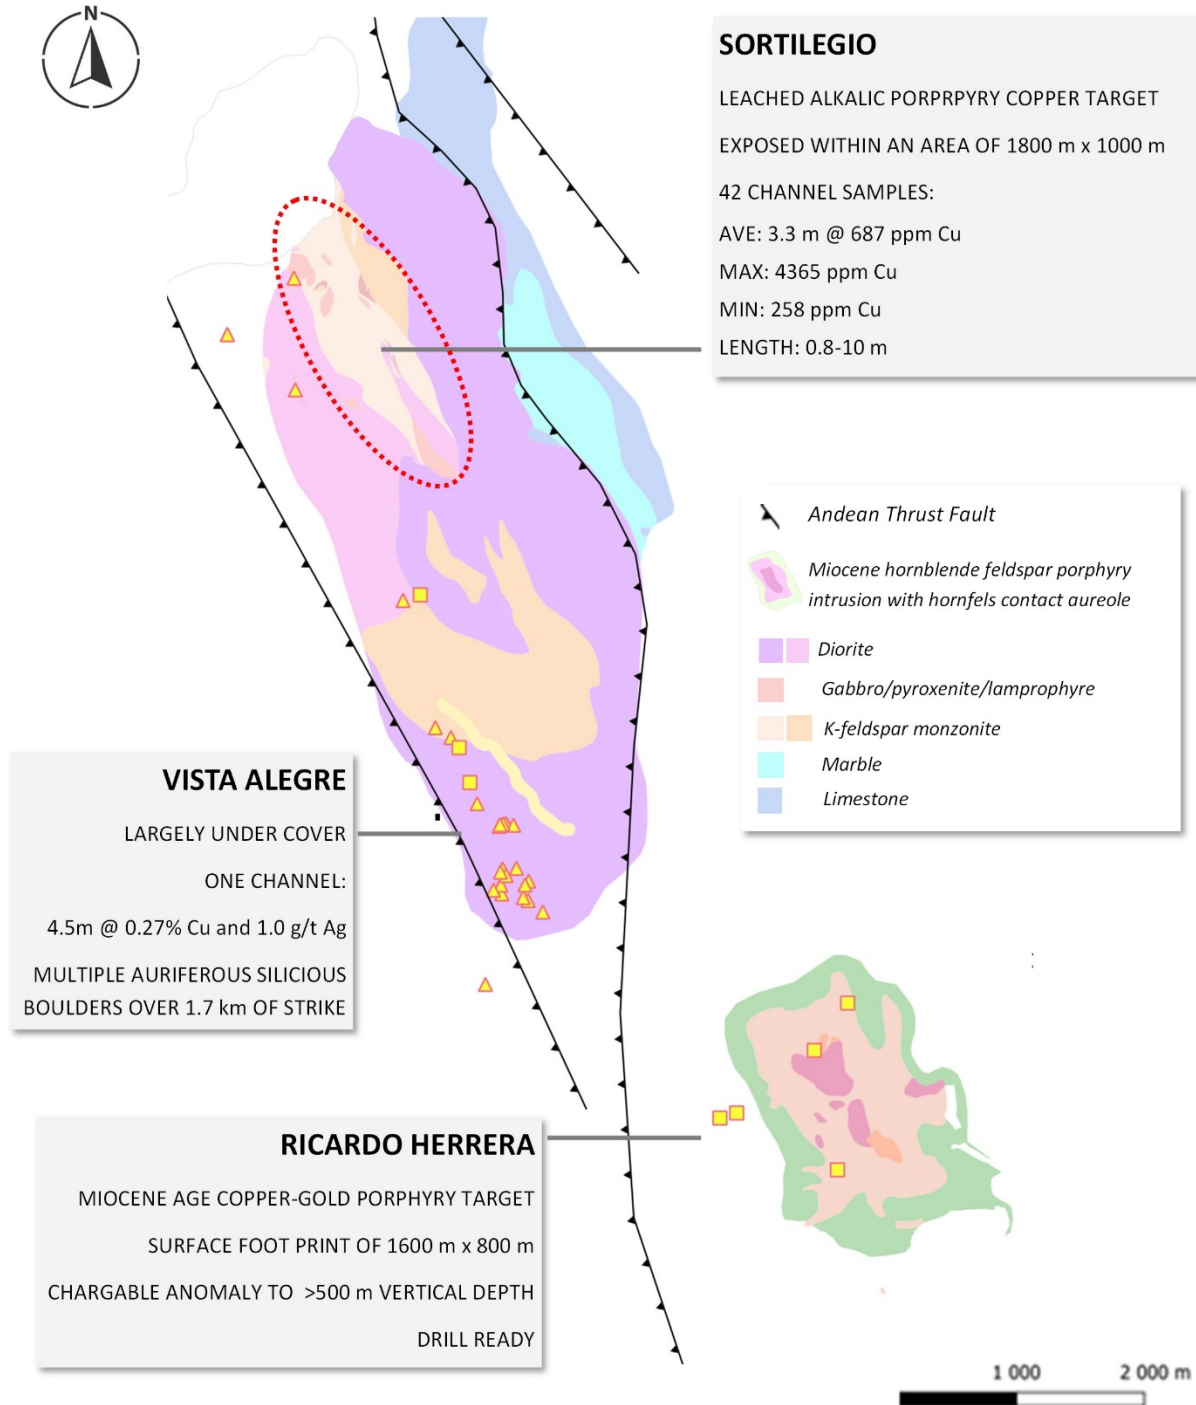 N
SORTILEGIO
LEACHED ALKALIC PORPRPYRY COPPER TARGET
EXPOSED WITHIN AN AREA OF 1800 m x 1000 m
42 CHANNEL SAMPLES:
AVE: 3.3 m @ 687 ppm Cu
MAX: 4365 ppm Cu
MIN: 258 ppm Cu
LENGTH: 0.8-10 m
Andean Thrust Fault
Miocene hornblende feldspar porphyry
intrusion with hornfels contact aureole
Diorite
Gabbro/pyroxenite/lamprophyre
K-feldspar monzonite
Marble
Limestone
VISTA ALEGRE
LARGELY UNDER COVER
ONE CHANNEL:
4.5m @ 0.27% Cu and 1.0 g/t Ag
MULTIPLE AURIFEROUS SILICIOUS
BOULDERS OVER 1.7 km OF STRIKE
RICARDO HERRERA
MIOCENE AGE COPPER-GOLD PORPHYRY TARGET
SURFACE FOOT PRINT OF 1600 m x 800 m
CHARGABLE ANOMALY TO >500 m VERTICAL DEPTH
DRILL READY
1 000 2 000 m